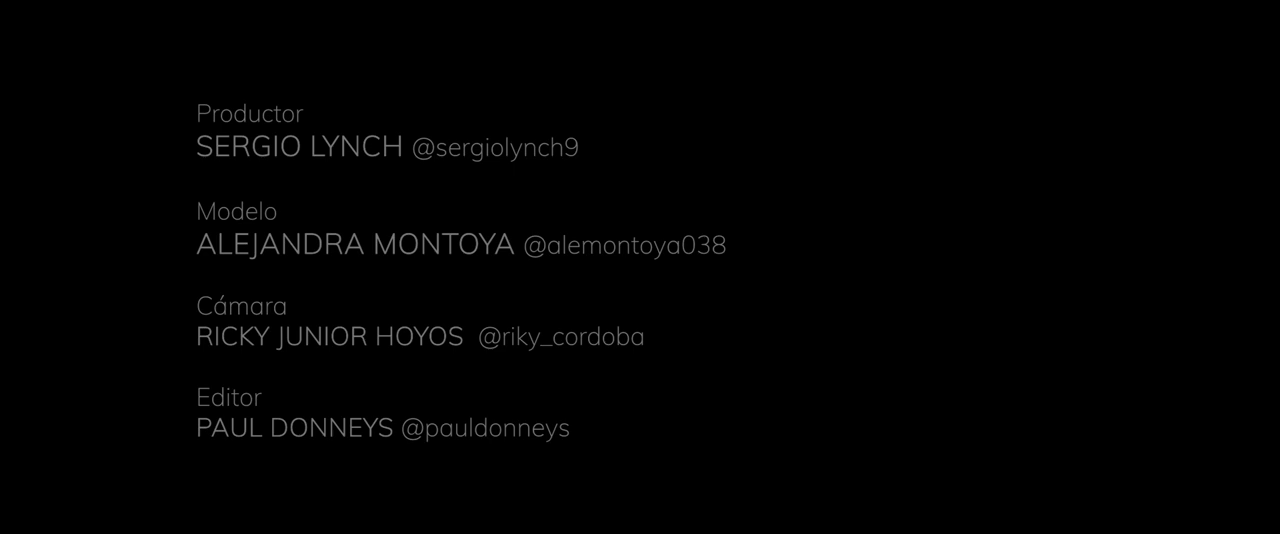 Productor
SERGIO LYNCH @sergiolynch9
Modelo
ALEJANDRA MONTOYA @alemontoya038
Cámara
RICKY JUNIOR HOYOS @riky_cordoba
Editor
PAUL DONNEYS @pauldonneys